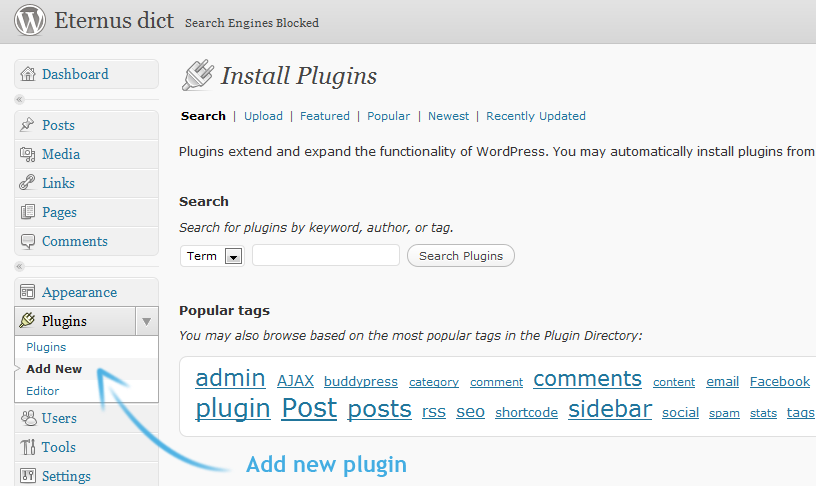 Eternus dict Search Engines Blocked
Dashboard
Posts
Media
Links
Pages
Comments
Appearance
Plugins
Plugins
Add New
Editor
Users
Tools
Settings
Install Plugins
Search | Upload | Featured | Popular | Newest | Recently Updated
Plugins extend and expand the functionality of WordPress. You may automatically install plugins from
Search
Search for plugins by keyword, author, or tag.
Term Search Plugins
Popular tags
You may also browse based on the most popular tags in the Plugin Directory:
admin AJAX buddypress category comment comments content email Facebook
plugin Post posts rss seo shortcode sidebar social spam stats tags
Add new plugin